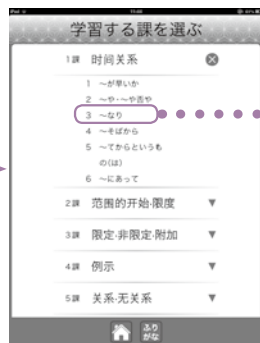 iPad
11:40
学習する課を選ぶ
1課 时间关系
1 ～が早いか
2 ～や・～や否や
3 ～なり
4 ～そばから
5 ～てからというも
の(は)
6 ～にあって
2課 范围的开始·限度
3課 限定·非限定·附加
4課 例示
5課 关系·无关系
ふり
がな